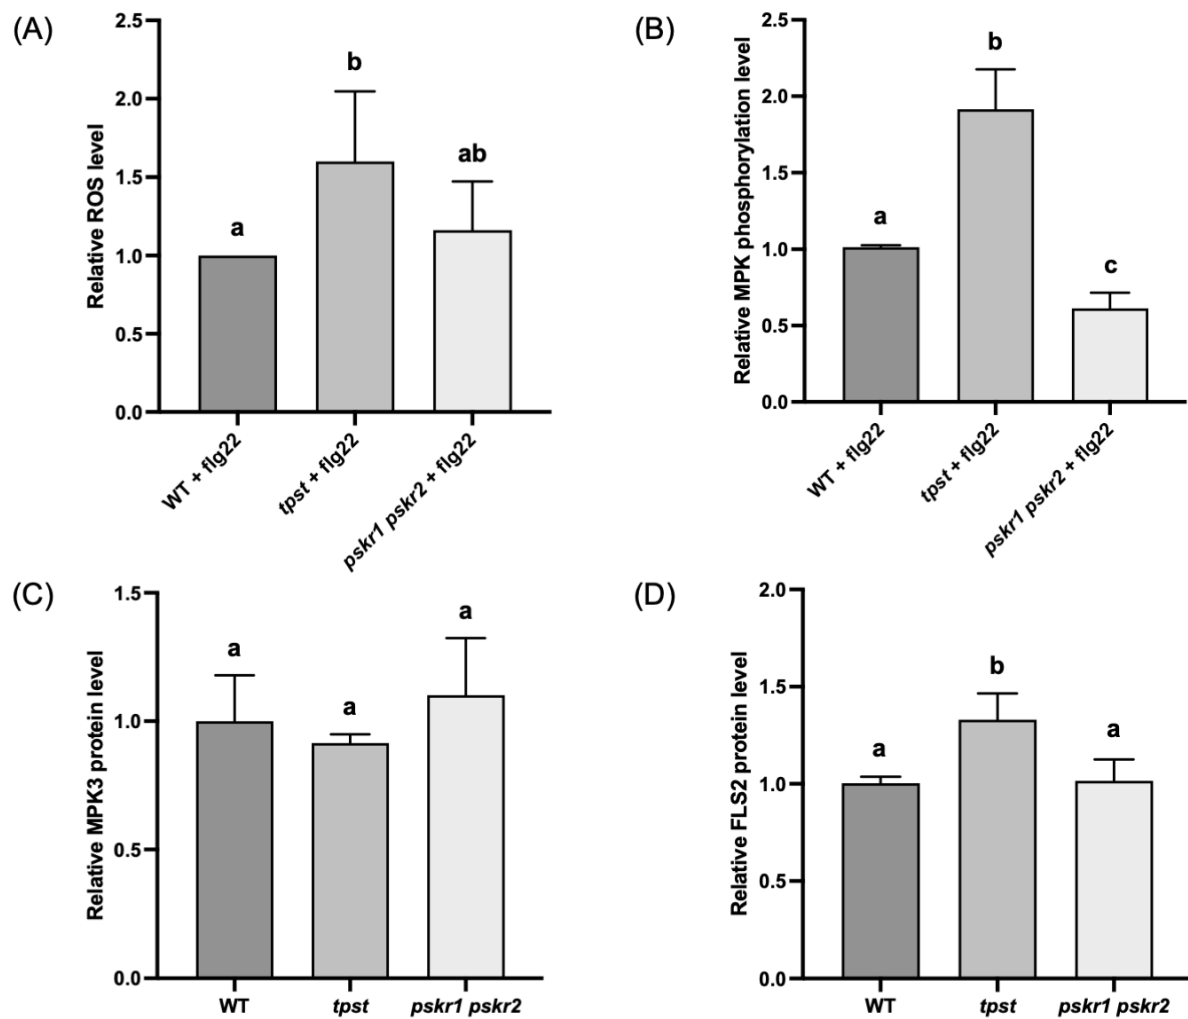 (A)
Relative ROS level
2.5
2.0
1.5
1.0
0.5
0.0
a
b
ab
WT + flg22
tpst + flg22
pskr1 pskr2 + flg22
(B)
Relative MPK phosphorylation level
2.5
2.0
1.5
1.0
0.5
0.0
a
b
c
WT + flg22
tpst + flg22
pskr1 pskr2 + flg22
(C)
Relative MPK3 protein level
1.5
1.0
0.5
0.0
a
a
a
WT
tpst
pskr1 pskr2
(D)
Relative FLS2 protein level
2.0
1.5
1.0
0.5
0.0
a
b
a
WT
tpst
pskr1 pskr2